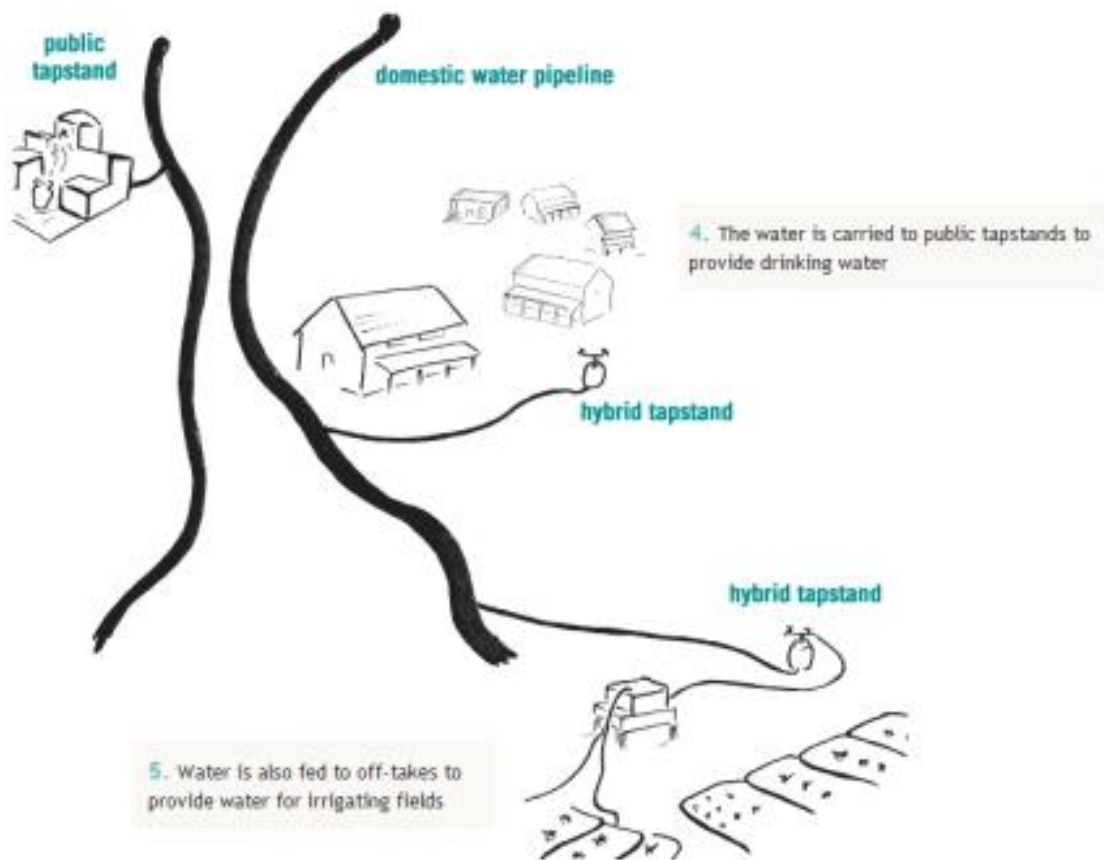 public
tapstand
domestic water pipeline
4. The water is carried to public tapstands to
provide drinking water
hybrid tapstand
hybrid tapstand
5. Water is also fed to off-takes to
provide water for irrigating fields